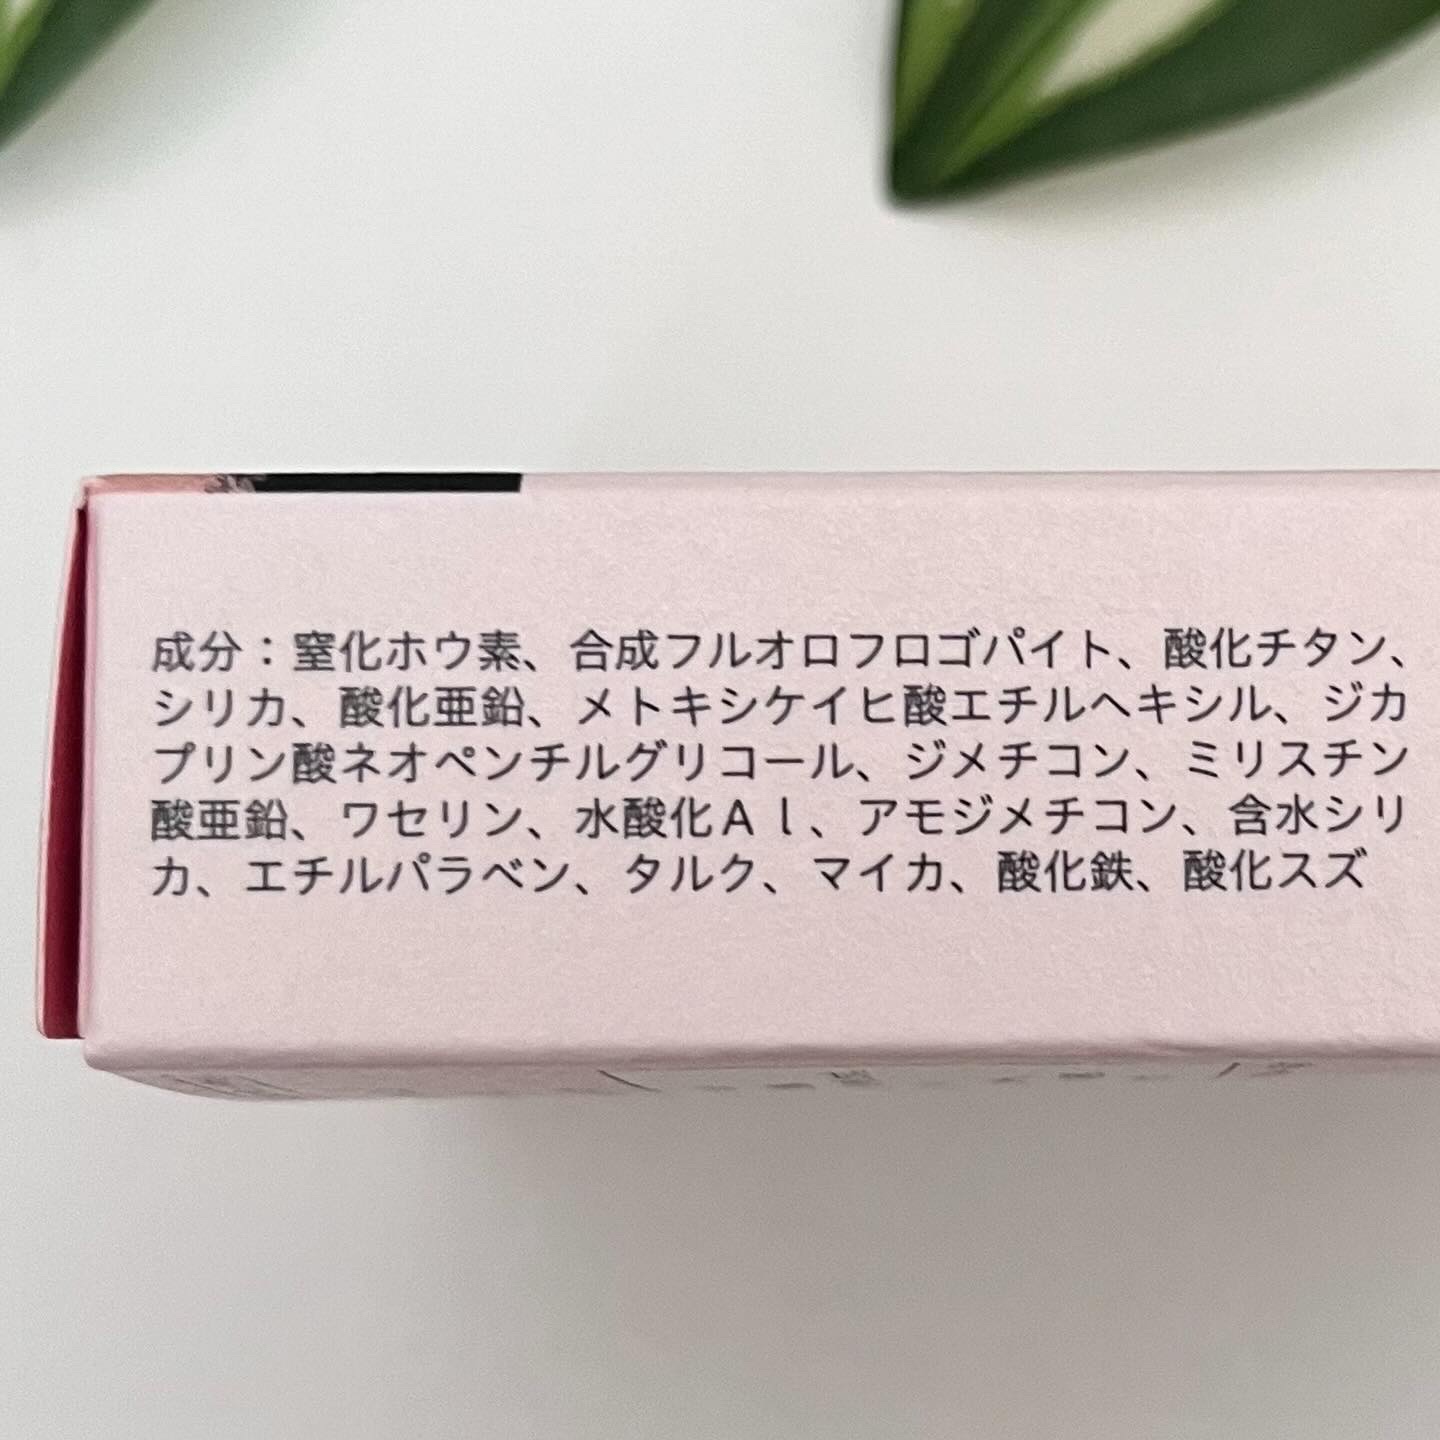 成分：窒化ホウ素、合成フルオロフロゴパイト、酸化チタン、
シリカ、酸化亜鉛、メトキシケイヒ酸エチルヘキシル、ジカ
プリン酸ネオペンチルグリコール、ジメチコン、ミリスチン
酸亜鉛、ワセリン、水酸化Ａｌ、アモジメチコン、含水シリ
カ、エチルパラベン、タルク、マイカ、酸化鉄、酸化スズ